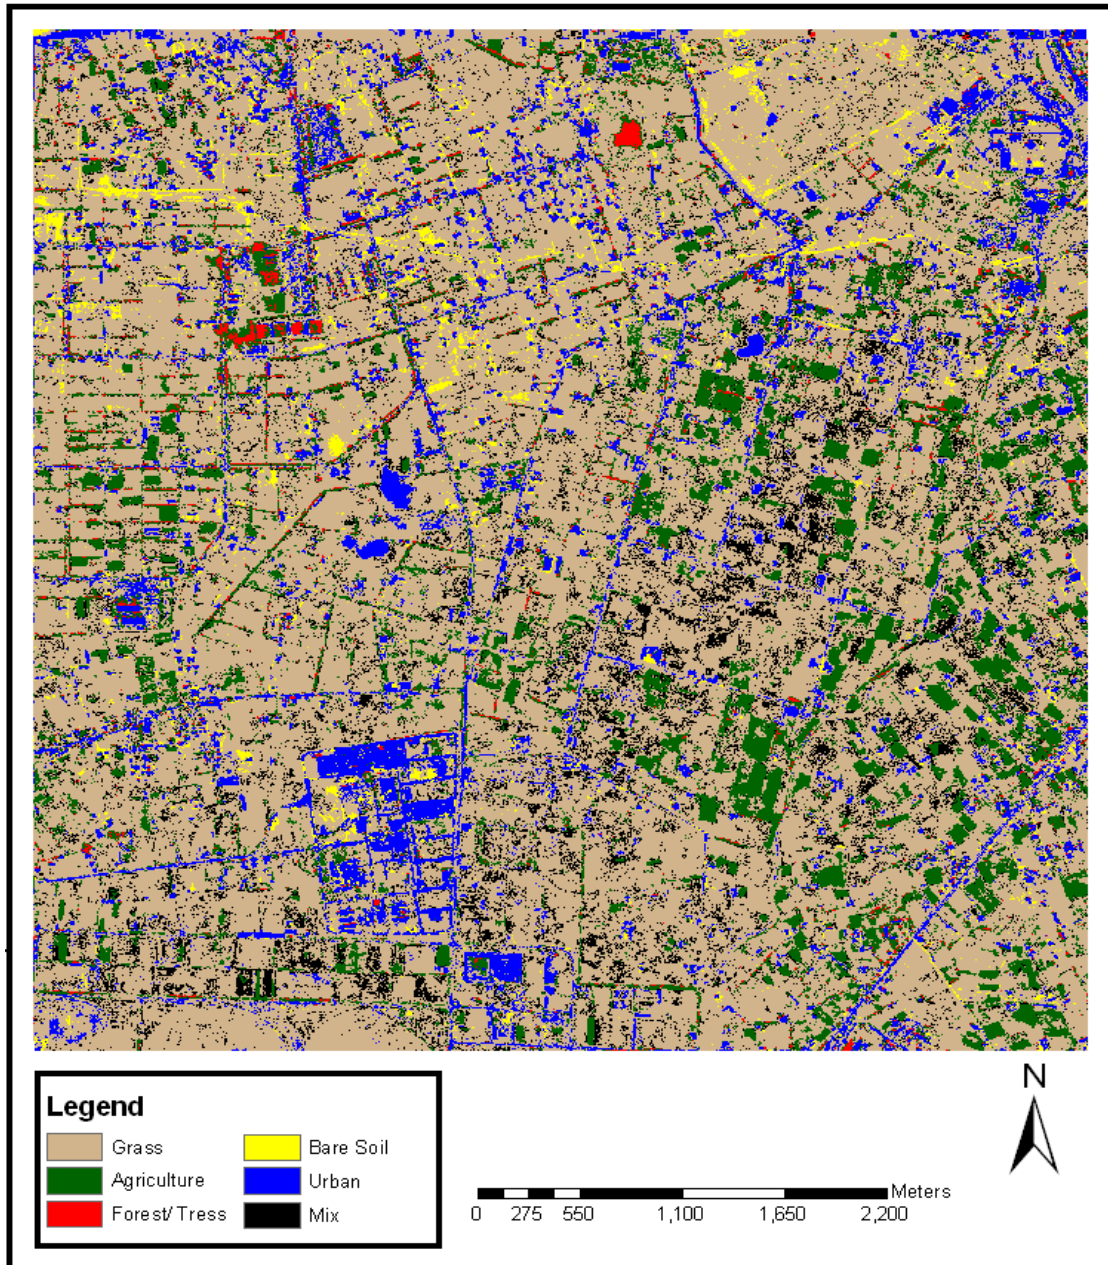 N
Legend
Grass
Bare Soil
Agriculture
Urban
Forest/ Tress
Mix
Meters
0 275 550 1,100 1,650 2,200